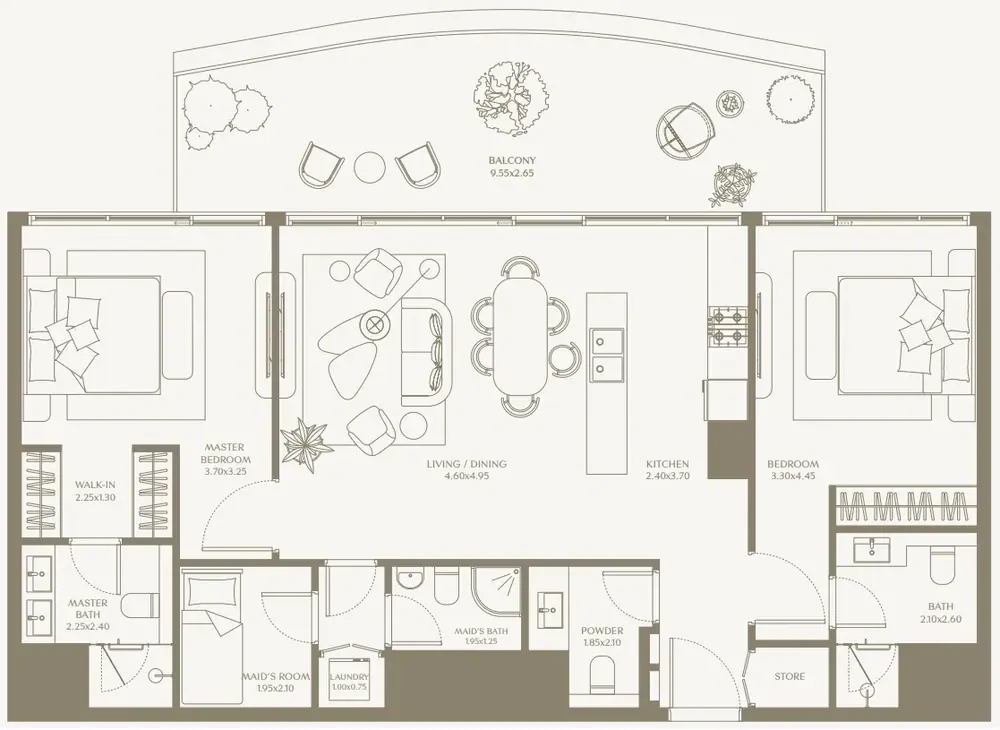 BALCONY
9.55x2.65
MASTER
BEDROOM
3.70x3.25
WALK-IN
2.25x1.30
LIVING / DINING
4.60x4.95
KITCHEN
2.40x3.70
BEDROOM
3.30x4.45
MASTER
BATH
2.25x2.40
MAID'S BATH
1.95x1.25
POWDER
1.85x2.10
BATH
2.10x2.60
MAID'S ROOM
1.95x2.10
LAUNDRY
1.00x0.75
STORE